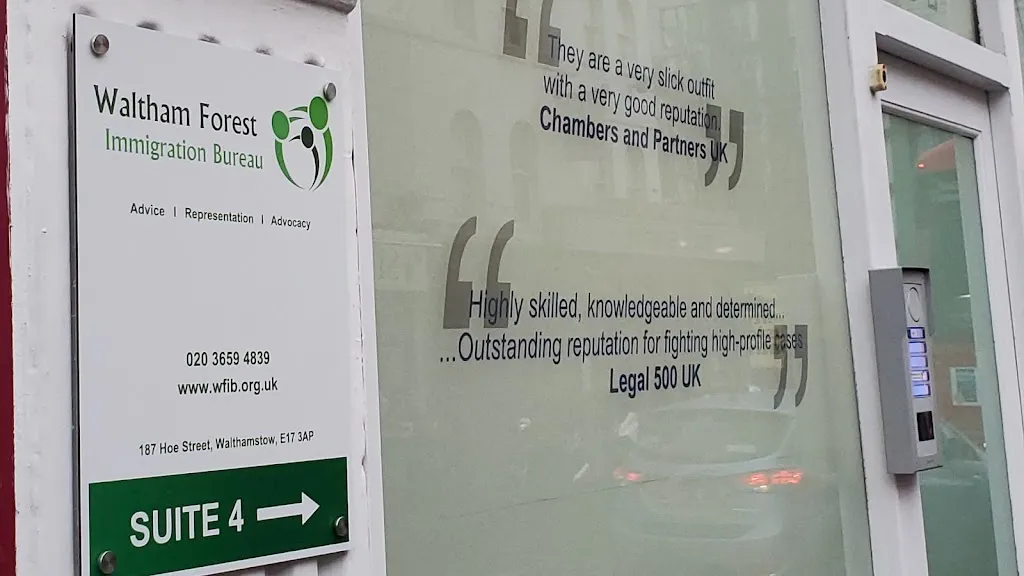 Waltham Forest
Immigration Bureau
Advice | Representation | Advocacy
020 3659 4839
www.wfib.org.uk
187 Hoe Street, Walthamstow, E17 3AP
SUITE 4
“They are a very slick outfit
with a very good reputation.”
Chambers and Partners UK
“Highly skilled, knowledgeable and determined...
...Outstanding reputation for fighting high-profile cases”
Legal 500 UK